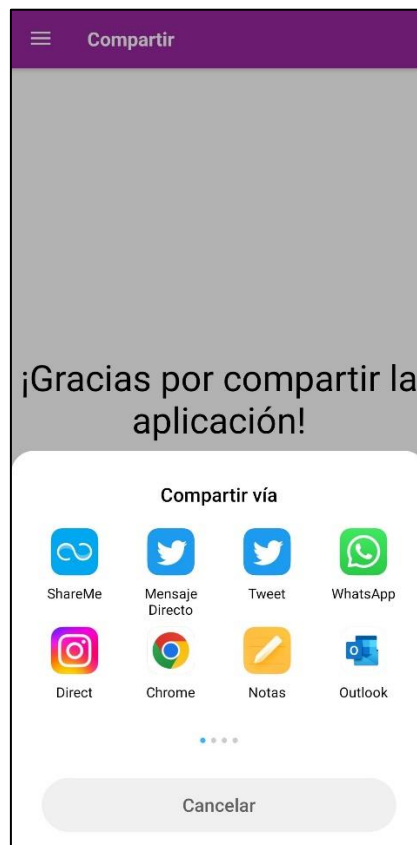 Compartir
¡Gracias por compartir la
aplicación!
Compartir vía
ShareMe
Mensaje
Directo
Tweet
WhatsApp
Direct
Chrome
Notas
Outlook
Cancelar